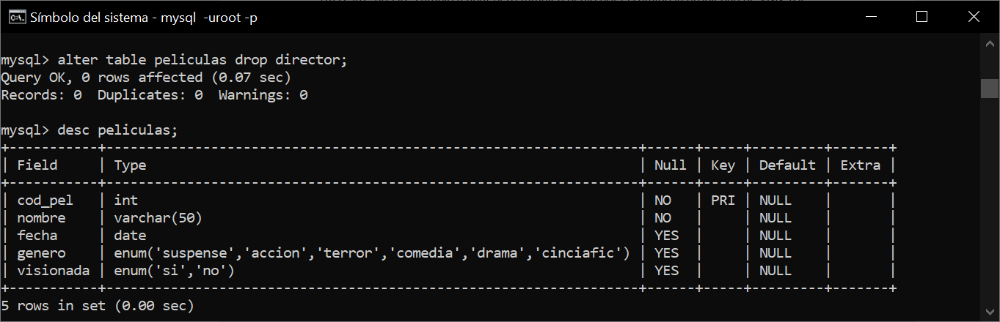 Símbolo del sistema - mysql  -uroot -p
mysql> alter table peliculas drop director;
Query OK, 0 rows affected (0.07 sec)
Records: 0  Duplicates: 0  Warnings: 0
mysql> desc peliculas;
+-----------+------------------------------------------------------------------+------+-----+---------+-------+
| Field     | Type                                                             | Null | Key | Default | Extra |
+-----------+------------------------------------------------------------------+------+-----+---------+-------+
| cod_pel   | int                                                              | NO   | PRI | NULL    |       |
| nombre    | varchar(50)                                                      | NO   |     | NULL    |       |
| fecha     | date                                                             | YES  |     | NULL    |       |
| genero    | enum('suspense','accion','terror','comedia','drama','cinciafic') | YES  |     | NULL    |       |
| visionada | enum('si','no')                                                  | YES  |     | NULL    |       |
+-----------+------------------------------------------------------------------+------+-----+---------+-------+
5 rows in set (0.00 sec)